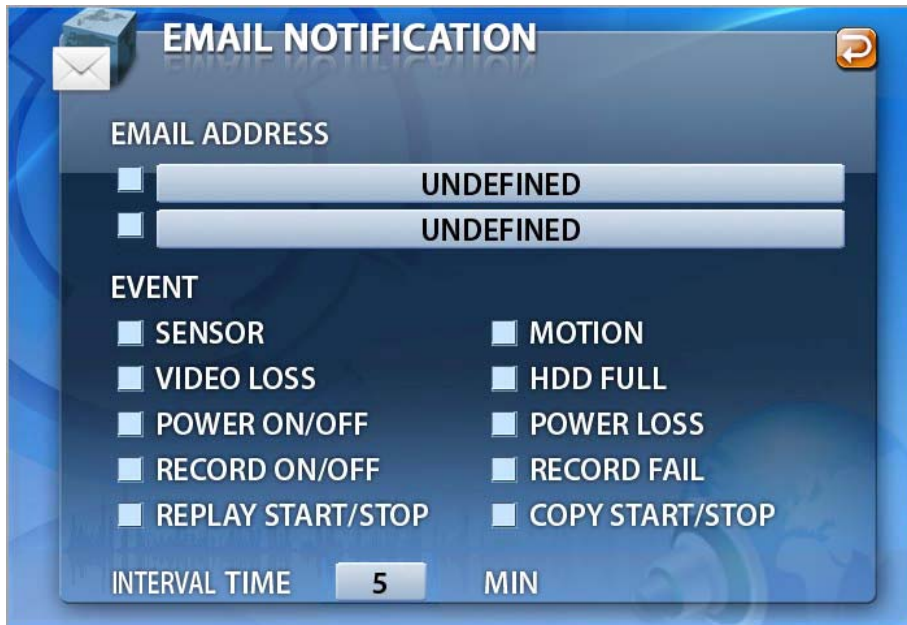 EMAIL NOTIFICATION
EMAIL ADDRESS
UNDEFINED
UNDEFINED
EVENT
SENSOR MOTION
VIDEO LOSS HDD FULL
POWER ON/OFF POWER LOSS
RECORD ON/OFF RECORD FAIL
REPLAY START/STOP COPY START/STOP
INTERVAL TIME 5 MIN